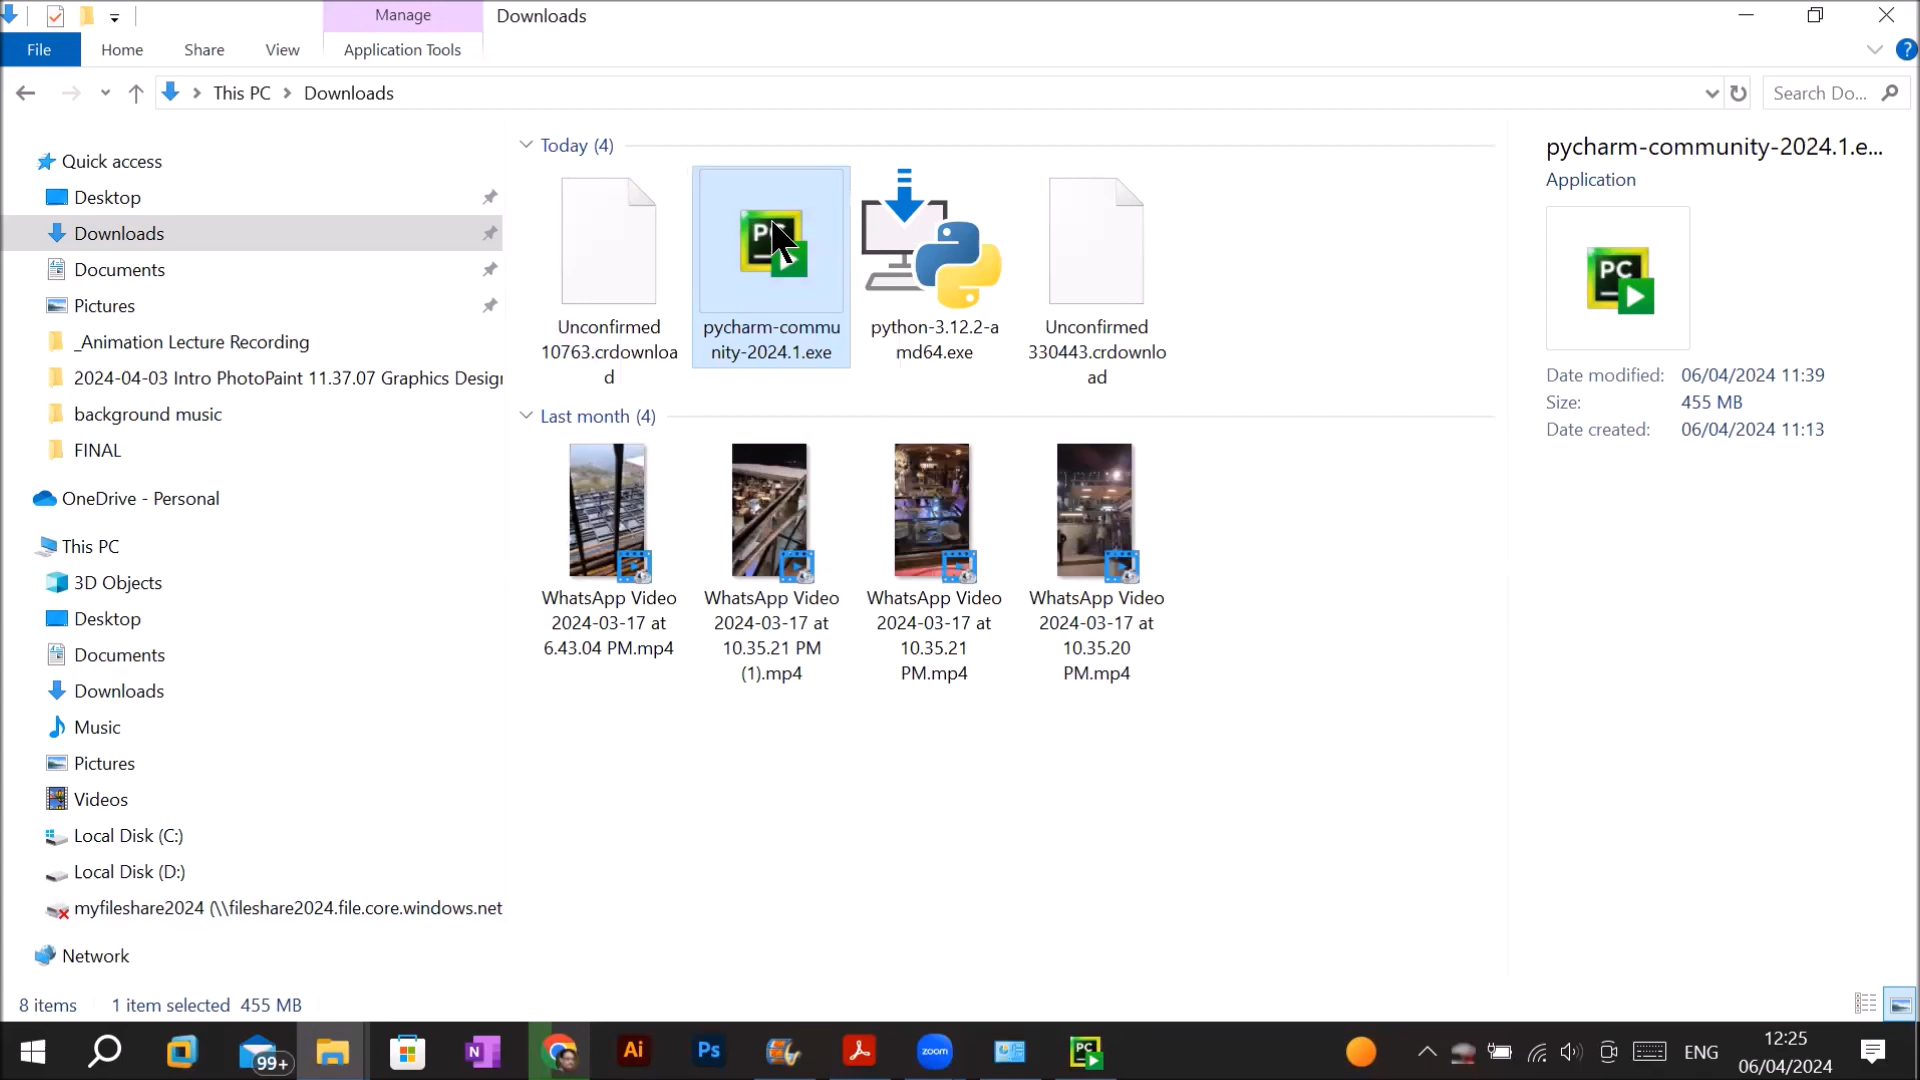 Manage
Downloads
File
Home
Share
View
Application Tools
This PC
Downloads
Search Do...
Quick access
Desktop
Downloads
Documents
Pictures
_Animation Lecture Recording
2024-04-03 Intro PhotoPaint 11.37.07 Graphics Desig
background music
FINAL
OneDrive - Personal
This PC
3D Objects
Desktop
Documents
Downloads
Music
Pictures
Videos
Local Disk (C:)
Local Disk (D:)
myfileshare2024 (\\fileshare2024.file.core.windows.net
Network
Today (4)
Unconfirmed
10763.crdownloa
d
PC
pycharm-commu
nity-2024.1.exe
python-3.12.2-a
md64.exe
Unconfirmed
330443.crdownlo
ad
Last month (4)
WhatsApp Video
2024-03-17 at
6.43.04 PM.mp4
WhatsApp Video
2024-03-17 at
10.35.21 PM
(1).mp4
WhatsApp Video
2024-03-17 at
10.35.21
PM.mp4
WhatsApp Video
2024-03-17 at
10.35.20
PM.mp4
pycharm-community-2024.1.e...
Application
PC
Date modified: 06/04/2024 11:39
Size: 455 MB
Date created: 06/04/2024 11:13
8 items
1 item selected 455 MB
99+
N
Ai
Ps
zoom
PC
ENG
12:25
06/04/2024